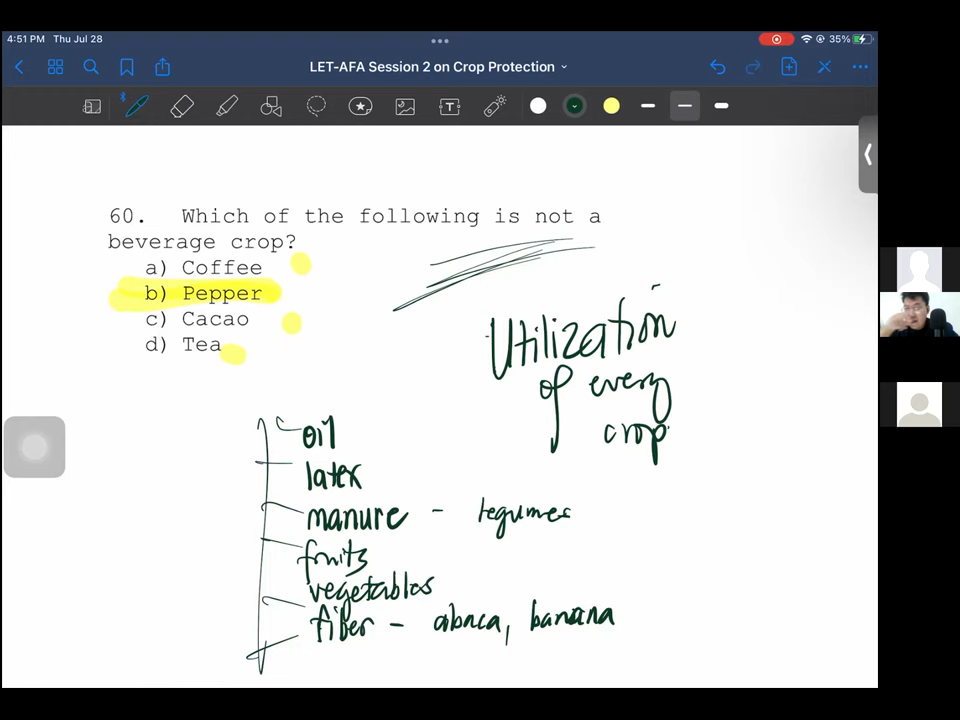 4:51 PM Thu Jul 28
35%
LET-AFA Session 2 on Crop Protection
60. Which of the following is not a
beverage crop?
a) Coffee
b) Pepper
c) Cacao
d) Tea
Utilization
of every
crop
oil
latex
manure - legumes
fruits
vegetables
fiber - abaca, banana